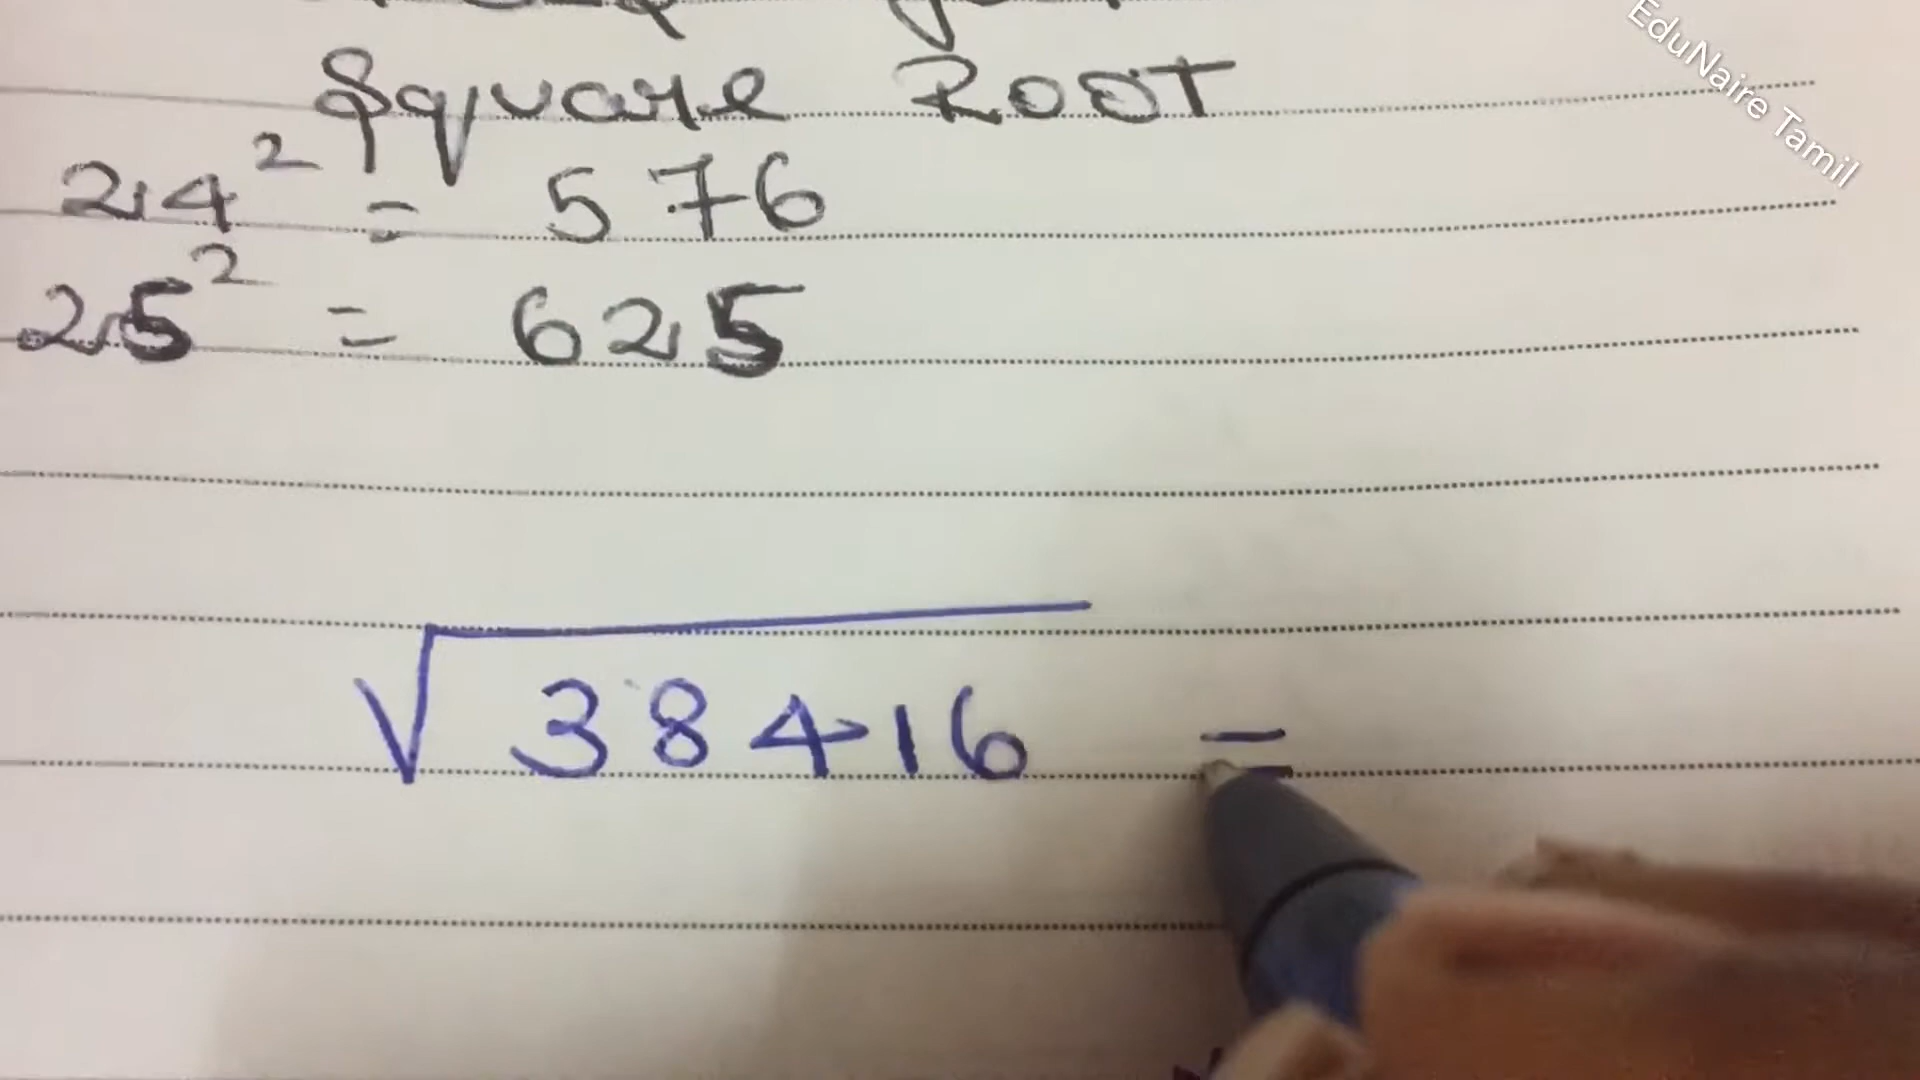 Square ROOT
24² = 576
25² = 625
√38416 =
EduNaire Tamil